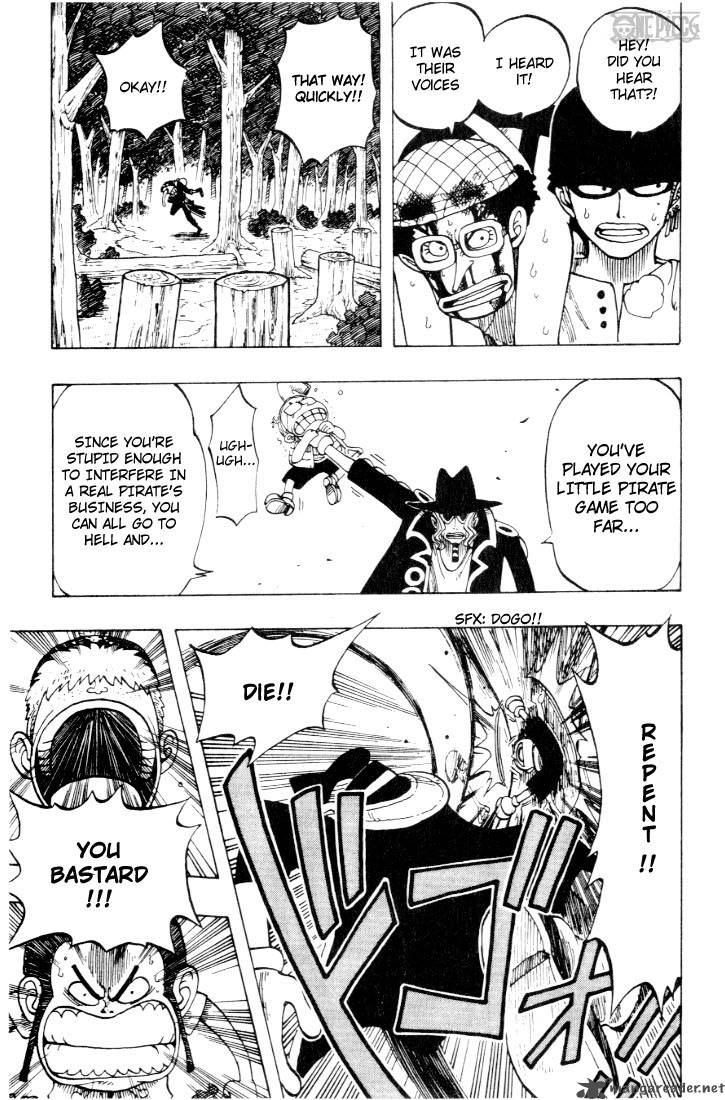 ONE PIECE
HEY!
DID YOU
HEAR
THAT?!
I HEARD
IT!
IT WAS
THEIR
VOICES
THAT WAY!
QUICKLY!!
OKAY!!
YOU'VE
PLAYED YOUR
LITTLE PIRATE
GAME TOO
FAR...
UGH-
UGH...
SINCE YOU'RE
STUPID ENOUGH
TO INTERFERE
IN A REAL PIRATE'S
BUSINESS, YOU
CAN ALL GO TO
HELL AND...
SFX: DOGO!!
REPENT!!
DIE!!
ドゴオッ
YOU
BASTARD
!!!
mangareader.net